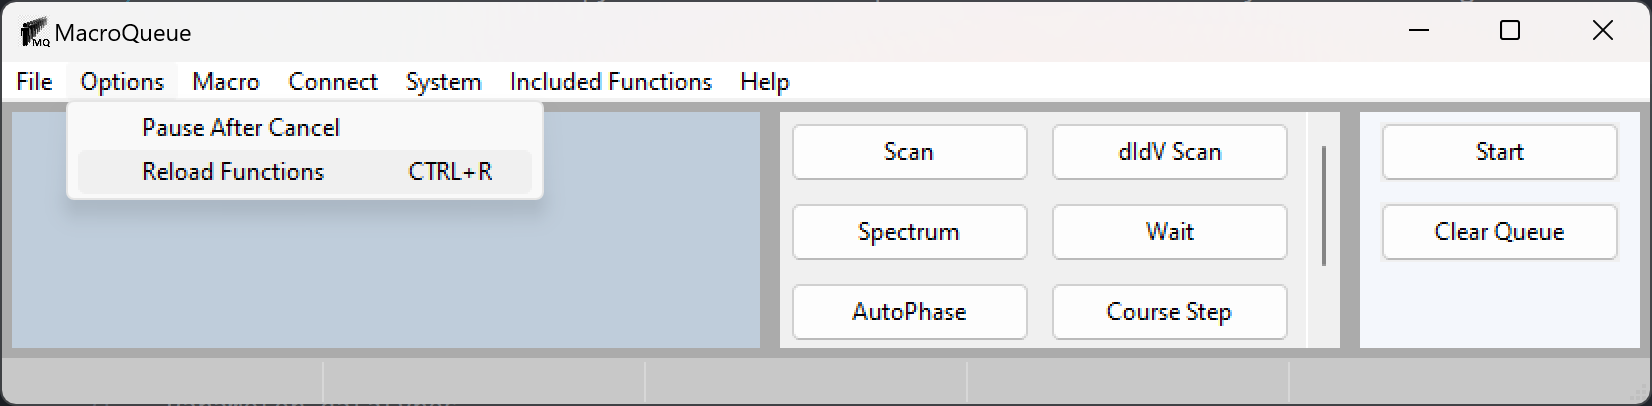 MQ MacroQueue
File Options Macro Connect System Included Functions Help
Pause After Cancel
Reload Functions CTRL+R
Scan dIdV Scan Start
Spectrum Wait Clear Queue
AutoPhase Course Step